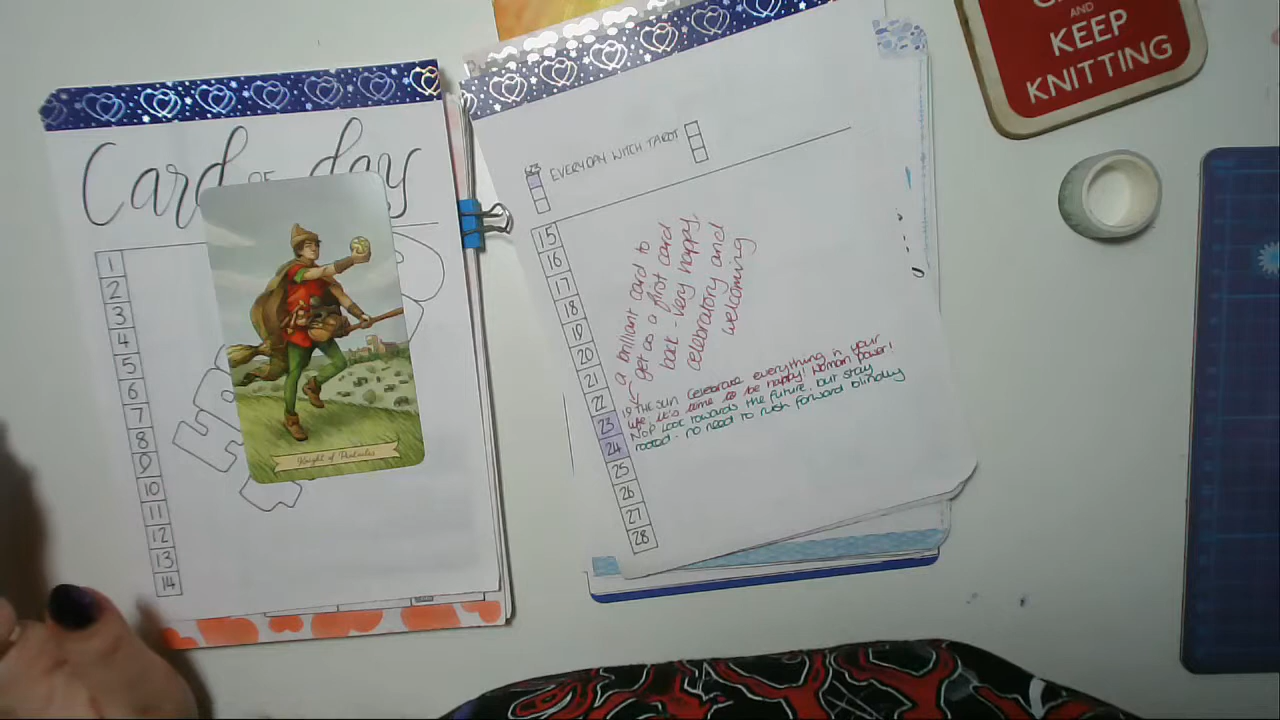 Card OF day
1
2
3
4
5
6
7
8
9
10
11
12
13
14
Knight of Pentacles
EVERYDAY WITCH TAROT
15
16
17
18
19
20
21
22
23
24
25
26
27
28
a brilliant card to
get as a first card
back - very happy,
celebratory and
welcoming
19 THE SUN Celebrate everything in your
life. It's time to be happy! Woman power!
Look towards the future, but stay
rooted - no need to rush forward blindly
AND
KEEP
KNITTING